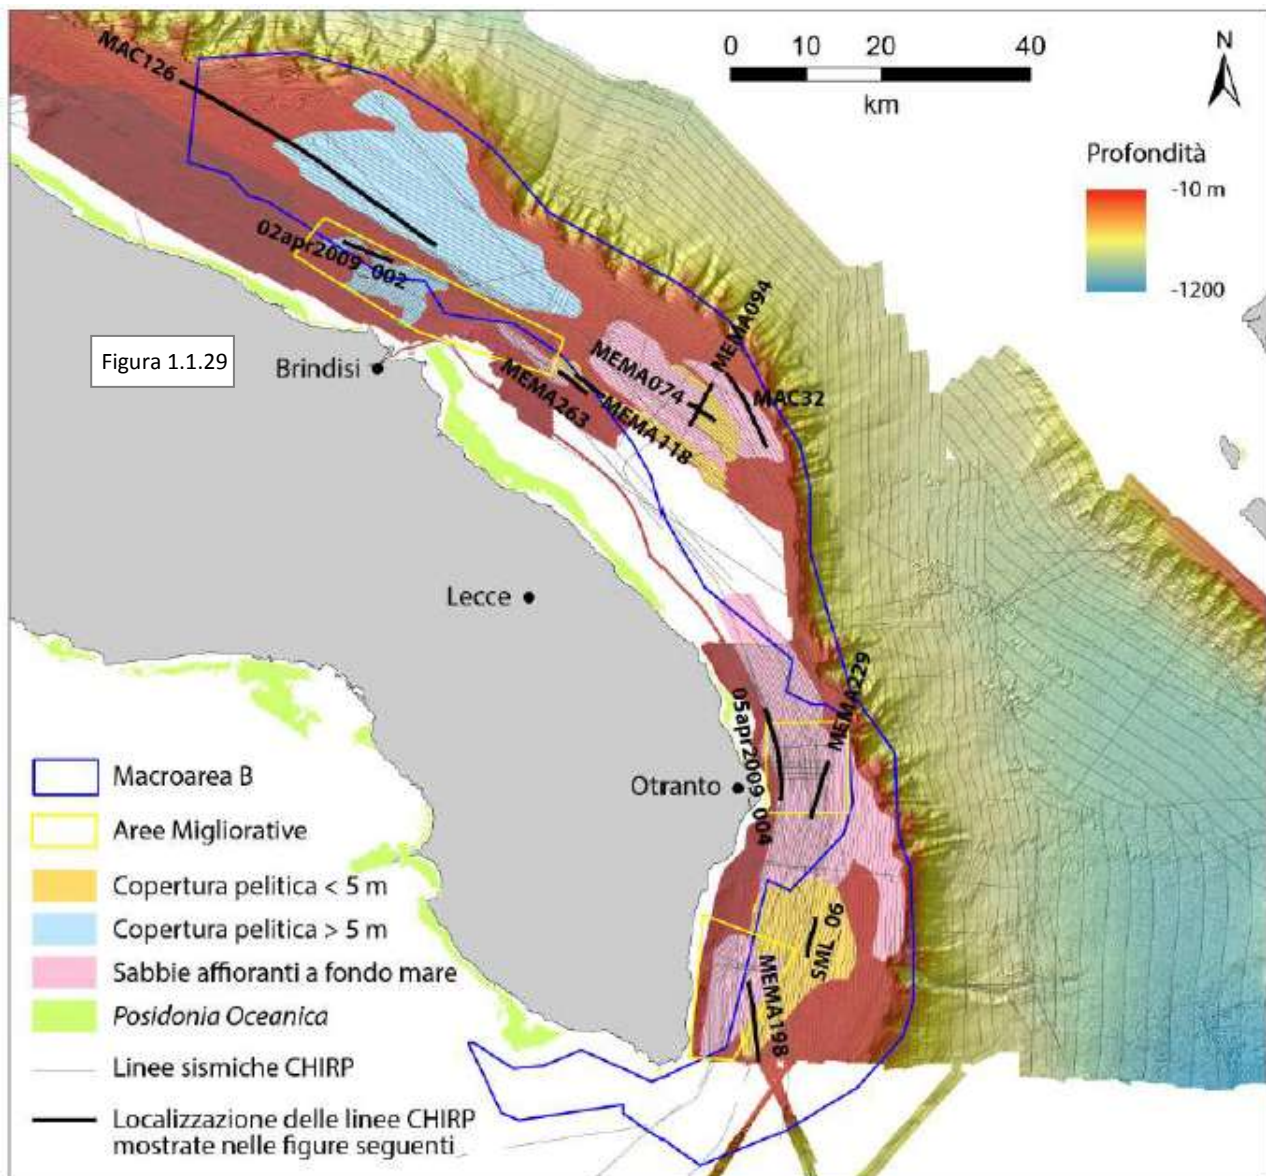 0 10 20 40
km
N
Profondità
-10 m
-1200
MAC126
02apr2009_002
Figura 1.1.29
Brindisi
MEMA263
MEMA118
MEMA074
MEMA094
MAC32
Lecce
05apr2009_004
MEMA229
Otranto
SML_06
MEMA198
Macroarea B
Aree Migliorative
Copertura pelitica < 5 m
Copertura pelitica > 5 m
Sabbie affioranti a fondo mare
Posidonia Oceanica
Linee sismiche CHIRP
Localizzazione delle linee CHIRP
mostrate nelle figure seguenti